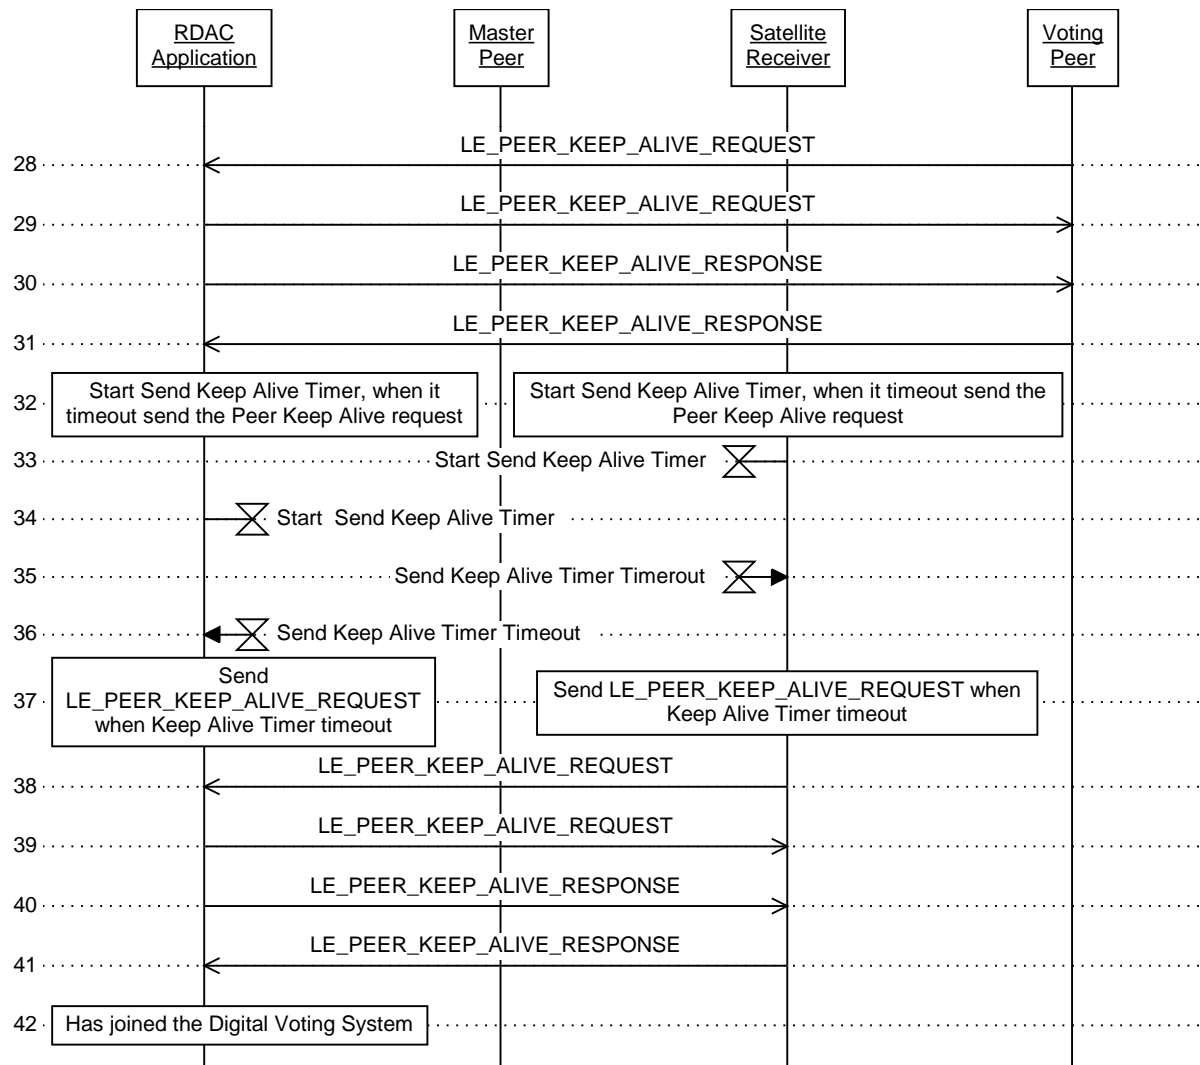 RDAC
Application
Master
Peer
Satellite
Receiver
Voting
Peer
LE_PEER_KEEP_ALIVE_REQUEST
28
LE_PEER_KEEP_ALIVE_REQUEST
29
LE_PEER_KEEP_ALIVE_RESPONSE
30
LE_PEER_KEEP_ALIVE_RESPONSE
31
32
Start Send Keep Alive Timer, when it
timeout send the Peer Keep Alive request
Start Send Keep Alive Timer, when it timeout send the
Peer Keep Alive request
33
Start Send Keep Alive Timer
34
Start  Send Keep Alive Timer
35
Send Keep Alive Timer Timerout
36
Send Keep Alive Timer Timeout
37
Send
LE_PEER_KEEP_ALIVE_REQUEST
when Keep Alive Timer timeout
Send LE_PEER_KEEP_ALIVE_REQUEST when
Keep Alive Timer timeout
LE_PEER_KEEP_ALIVE_REQUEST
38
LE_PEER_KEEP_ALIVE_REQUEST
39
LE_PEER_KEEP_ALIVE_RESPONSE
40
LE_PEER_KEEP_ALIVE_RESPONSE
41
42
Has joined the Digital Voting System